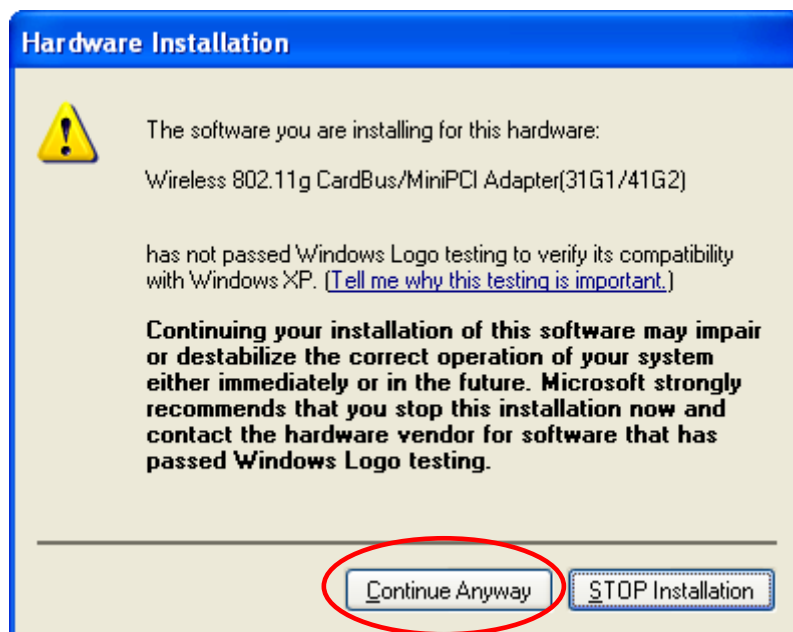 Hardware Installation
The software you are installing for this hardware:
Wireless 802.11g CardBus/MiniPCI Adapter(31G1/41G2)
has not passed Windows Logo testing to verify its compatibility
with Windows XP. (Tell me why this testing is important.)
Continuing your installation of this software may impair
or destabilize the correct operation of your system
either immediately or in the future. Microsoft strongly
recommends that you stop this installation now and
contact the hardware vendor for software that has
passed Windows Logo testing.
Continue Anyway
STOP Installation